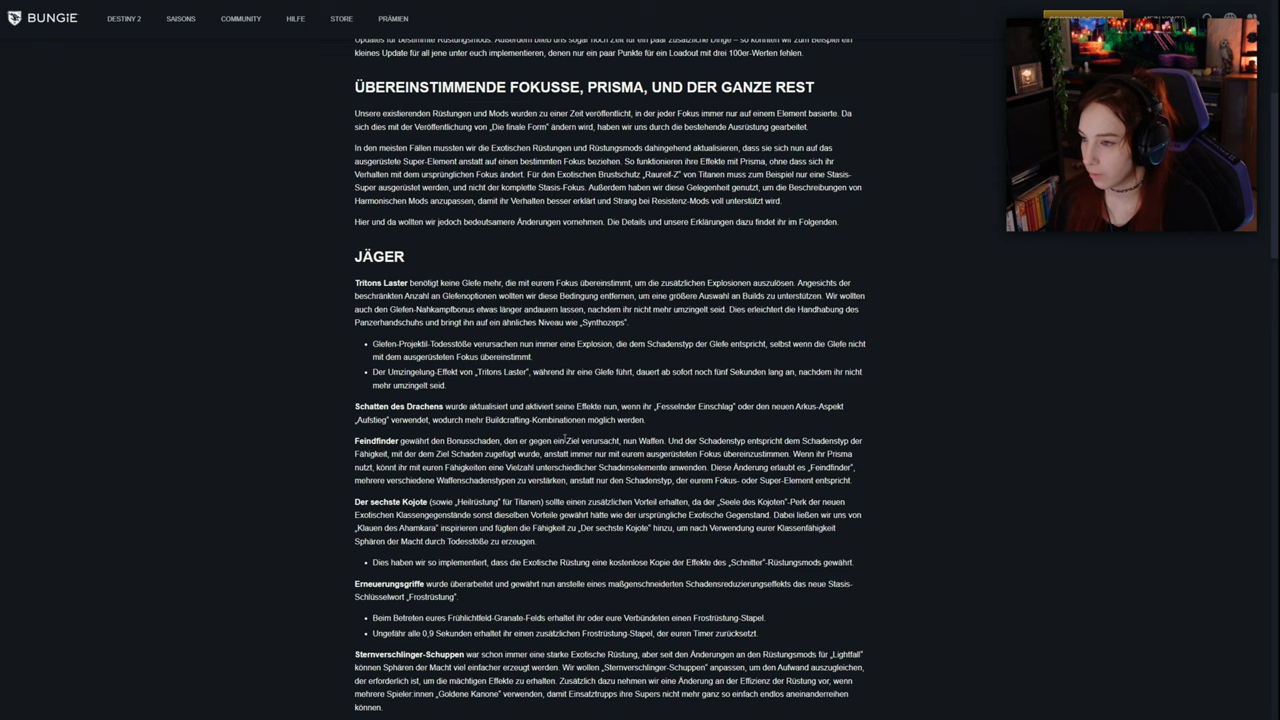 BUNGiE
DESTINY 2
SAISONS
COMMUNITY
HILFE
STORE
PRÄMIEN
Updates für bestimmte Rüstungsmods. Außerdem blieb uns sogar noch Zeit für ein paar zusätzliche Dinge – so konnten wir zum Beispiel ein
kleines Update für all jene unter euch implementieren, denen nur ein paar Punkte für ein Loadout mit drei 100er-Werten fehlen.
ÜBEREINSTIMMENDE FOKUSSE, PRISMA, UND DER GANZE REST
Unsere existierenden Rüstungen und Mods wurden zu einer Zeit veröffentlicht, in der jeder Fokus immer nur auf einem Element basierte. Da
sich dies mit der Veröffentlichung von „Die finale Form" ändern wird, haben wir uns durch die bestehende Ausrüstung gearbeitet.
In den meisten Fällen mussten wir die Exotischen Rüstungen und Rüstungsmods dahingehend aktualisieren, dass sie sich nun auf das
ausgerüstete Super-Element anstatt auf einen bestimmten Fokus beziehen. So funktionieren ihre Effekte mit Prisma, ohne dass sich ihr
Verhalten mit dem ursprünglichen Fokus ändert. Für den Exotischen Brustschutz „Raureif-Z" von Titanen muss zum Beispiel nur eine Stasis-
Super ausgerüstet werden, und nicht der komplette Stasis-Fokus. Außerdem haben wir diese Gelegenheit genutzt, um die Beschreibungen von
Harmonischen Mods anzupassen, damit ihr Verhalten besser erklärt und Strang bei Resistenz-Mods voll unterstützt wird.
Hier und da wollten wir jedoch bedeutsamere Änderungen vornehmen. Die Details und unsere Erklärungen dazu findet ihr im Folgenden.
JÄGER
Tritons Laster benötigt keine Glefe mehr, die mit eurem Fokus übereinstimmt, um die zusätzlichen Explosionen auszulösen. Angesichts der
beschränkten Anzahl an Glefenoptionen wollten wir diese Bedingung entfernen, um eine größere Auswahl an Builds zu unterstützen. Wir wollten
auch den Glefen-Nahkampfbonus etwas länger andauern lassen, nachdem ihr nicht mehr umzingelt seid. Dies erleichtert die Handhabung des
Panzerhandschuhs und bringt ihn auf ein ähnliches Niveau wie „Synthozeps".
• Glefen-Projektil-Todesstöße verursachen nun immer eine Explosion, die dem Schadenstyp der Glefe entspricht, selbst wenn die Glefe nicht
mit dem ausgerüsteten Fokus übereinstimmt.
• Der Umzingelung-Effekt von „Tritons Laster", während ihr eine Glefe führt, dauert ab sofort noch fünf Sekunden lang an, nachdem ihr nicht
mehr umzingelt seid.
Schatten des Drachens wurde aktualisiert und aktiviert seine Effekte nun, wenn ihr „Fesselnder Einschlag" oder den neuen Arkus-Aspekt
„Aufstieg" verwendet, wodurch mehr Buildcrafting-Kombinationen möglich werden.
Feindfinder gewährt den Bonusschaden, den er gegen ein Ziel verursacht, nun Waffen. Und der Schadenstyp entspricht dem Schadenstyp der
Fähigkeit, mit der dem Ziel Schaden zugefügt wurde, anstatt immer nur mit eurem ausgerüsteten Fokus übereinzustimmen. Wenn ihr Prisma
nutzt, könnt ihr mit euren Fähigkeiten eine Vielzahl unterschiedlicher Schadenselemente anwenden. Diese Änderung erlaubt es „Feindfinder",
mehrere verschiedene Waffenschadenstypen zu verstärken, anstatt nur den Schadenstyp, der eurem Fokus- oder Super-Element entspricht.
Der sechste Kojote (sowie „Heilrüstung" für Titanen) sollte einen zusätzlichen Vorteil erhalten, da der „Seele des Kojoten"-Perk der neuen
Exotischen Klassengegenstände sonst dieselben Vorteile gewährt hätte wie der ursprüngliche Exotische Gegenstand. Dabei ließen wir uns von
„Klauen des Ahamkara" inspirieren und fügten die Fähigkeit zu „Der sechste Kojote" hinzu, um nach Verwendung eurer Klassenfähigkeit
Sphären der Macht durch Todesstöße zu erzeugen.
• Dies haben wir so implementiert, dass die Exotische Rüstung eine kostenlose Kopie der Effekte des „Schnitter"-Rüstungsmods gewährt.
Erneuerungsgriffe wurde überarbeitet und gewährt nun anstelle eines maßgenschneiderten Schadensreduzierungseffekts das neue Stasis-
Schlüsselwort „Frostrüstung".
• Beim Betreten eures Frühlichtfeld-Granate-Felds erhaltet ihr oder eure Verbündeten einen Frostrüstung-Stapel.
• Ungefähr alle 0,9 Sekunden erhaltet ihr einen zusätzlichen Frostrüstung-Stapel, der euren Timer zurücksetzt.
Sternverschlinger-Schuppen war schon immer eine starke Exotische Rüstung, aber seit den Änderungen an den Rüstungsmods für „Lightfall"
können Sphären der Macht viel einfacher erzeugt werden. Wir wollen „Sternverschlinger-Schuppen" anpassen, um den Aufwand auszugleichen,
der erforderlich ist, um die mächtigen Effekte zu erhalten. Zusätzlich dazu nehmen wir eine Änderung an der Effizienz der Rüstung vor, wenn
mehrere Spieler:innen „Goldene Kanone" verwenden, damit Einsatztrupps ihre Supers nicht mehr ganz so einfach endlos aneinanderreihen
können.